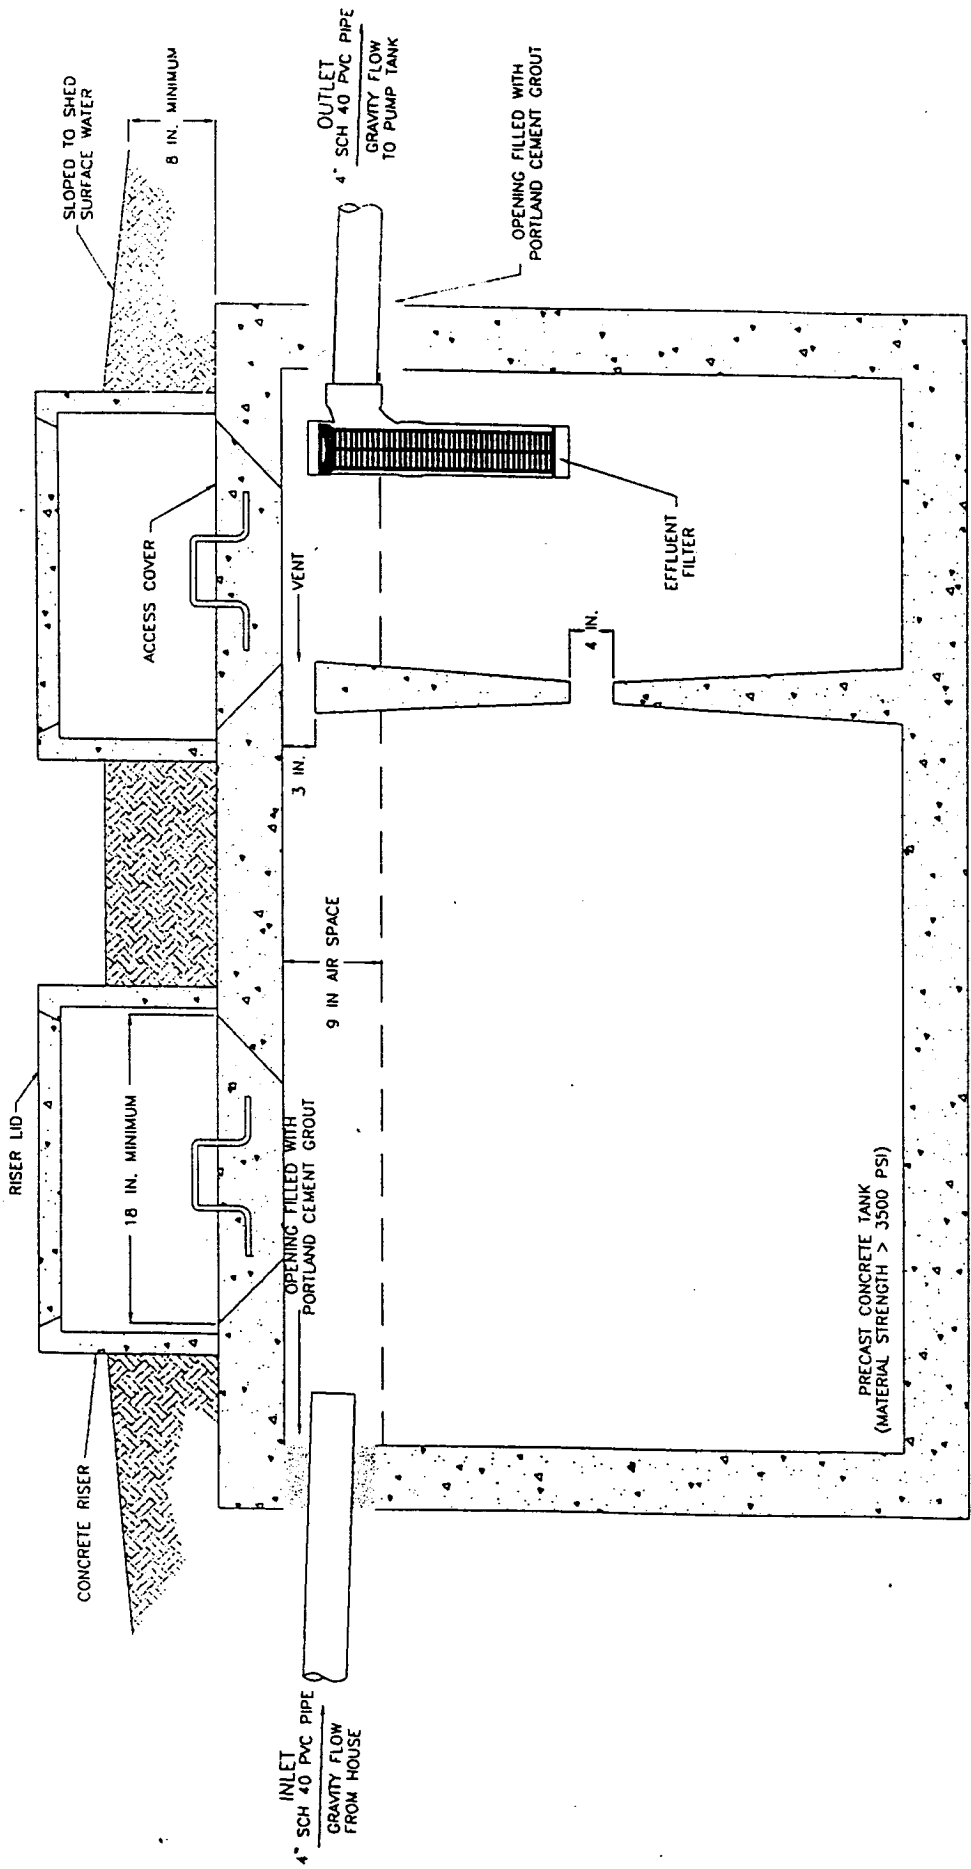 RISER LID
CONCRETE RISER
18 IN. MINIMUM
ACCESS COVER
SLOPED TO SHED
SURFACE WATER
8 IN. MINIMUM
INLET
4" SCH 40 PVC PIPE
GRAVITY FLOW
FROM HOUSE
OPENING FILLED WITH
PORTLAND CEMENT GROUT
9 IN AIR SPACE
3 IN.
VENT
OUTLET
4" SCH 40 PVC PIPE
GRAVITY FLOW
TO PUMP TANK
OPENING FILLED WITH
PORTLAND CEMENT GROUT
4 IN.
EFFLUENT
FILTER
PRECAST CONCRETE TANK
(MATERIAL STRENGTH > 3500 PSI)